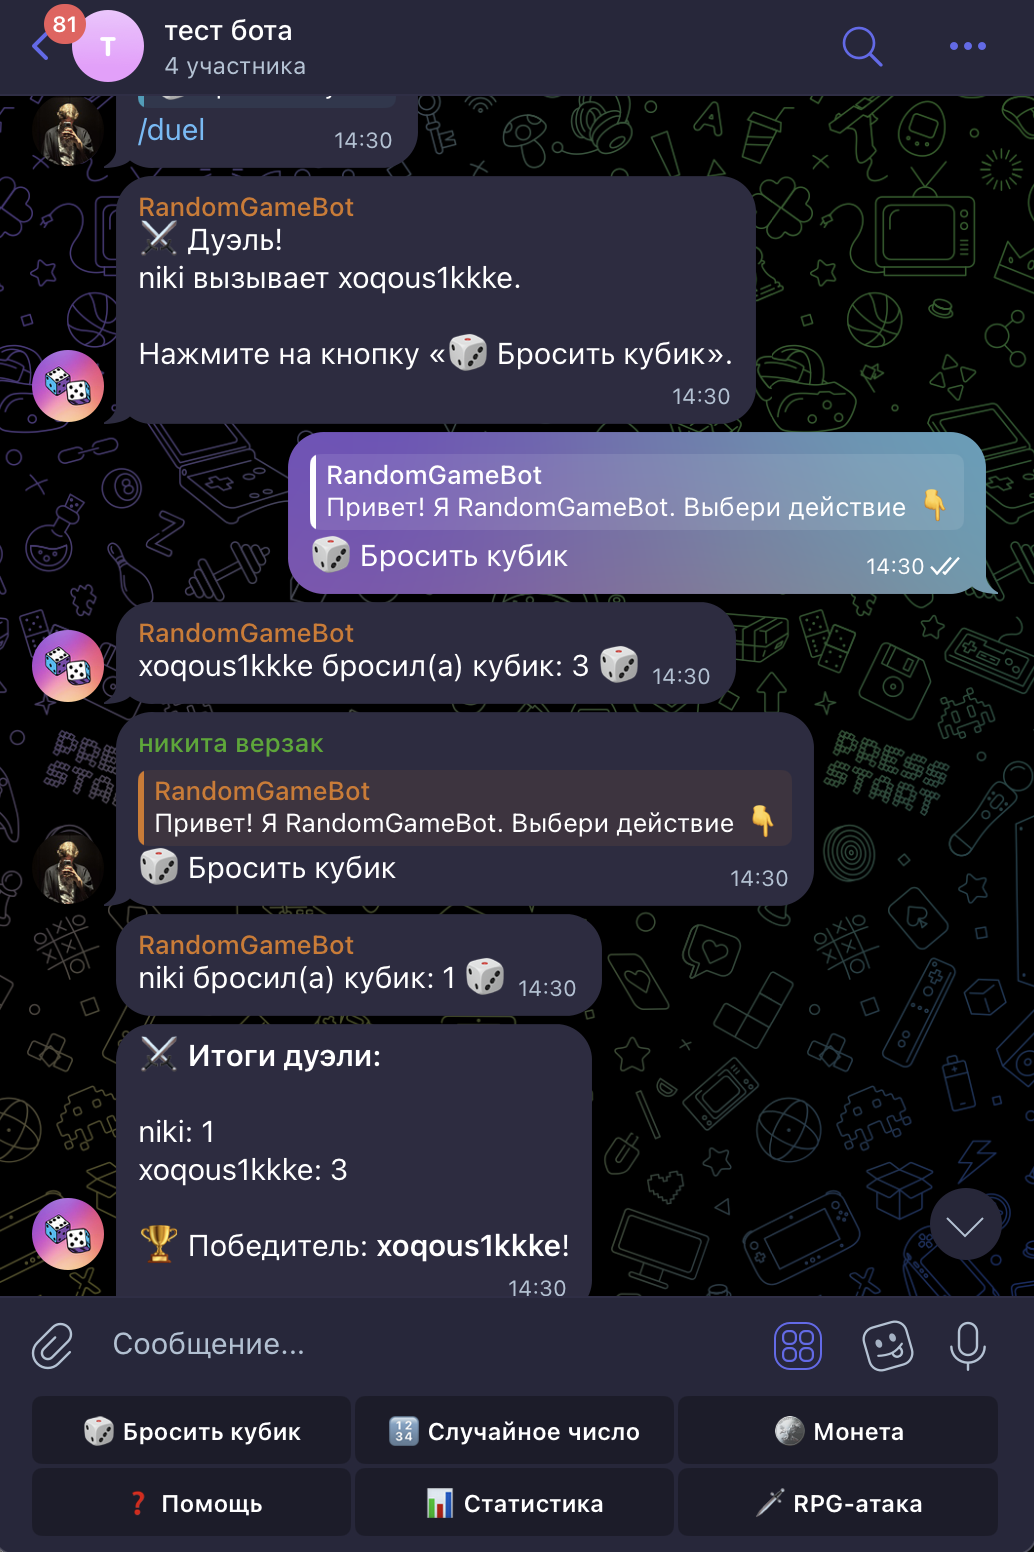 81
T
тест бота
4 участника
/duel
14:30
RandomGameBot
⚔️ Дуэль!
niki вызывает xoqous1kkke.
Нажмите на кнопку «🎲 Бросить кубик».
14:30
RandomGameBot
Привет! Я RandomGameBot. Выбери действие 👇
🎲 Бросить кубик
14:30
RandomGameBot
xoqous1kkke бросил(а) кубик: 3 🎲 14:30
никита верзак
RandomGameBot
Привет! Я RandomGameBot. Выбери действие 👇
🎲 Бросить кубик
14:30
RandomGameBot
niki бросил(а) кубик: 1 🎲 14:30
⚔️ Итоги дуэли:
niki: 1
xoqous1kkke: 3
🏆 Победитель: xoqous1kkke!
14:30
PRESS
START
Сообщение...
🎲 Бросить кубик
🔢 Случайное число
🌑 Монета
❓ Помощь
📊 Статистика
🗡 RPG-атака